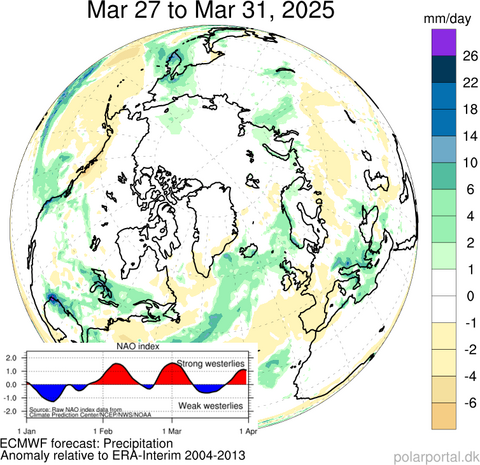 Mar 27 to Mar 31, 2025
mm/day
26
22
18
14
10
6
4
1
0
-1
-2
-4
-6
NAO index
2.0
1.0
0.0
-1.0
-2.0
Strong westerlies
Weak westerlies
Source: Raw NAO index data from
Climate Prediction Center/NCEP/NWS/NOAA
1 Jan
1 Feb
1 Mar
1 Apr
ECMWF forecast: Precipitation
Anomaly relative to ERA-Interim 2004-2013
polarportal.dk